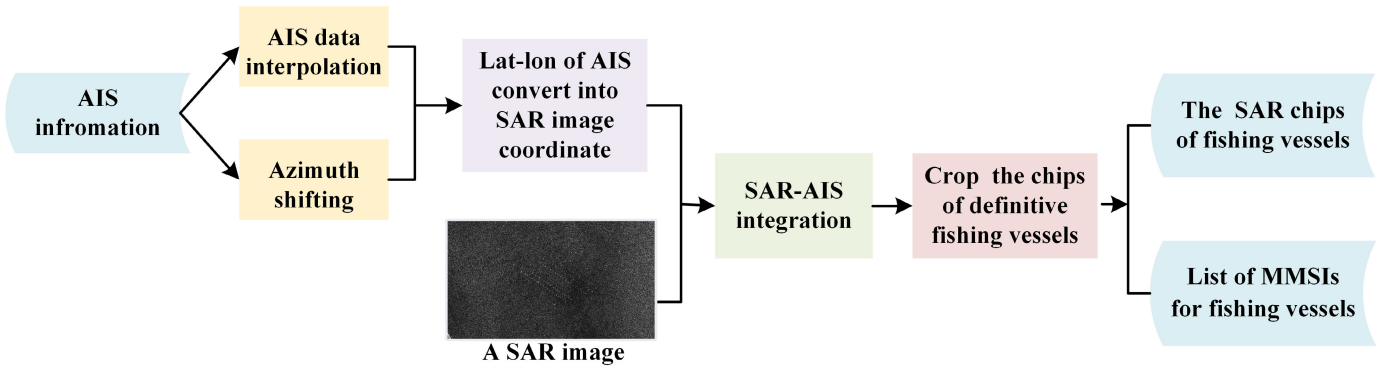 AIS
infromation
AIS data
interpolation
Azimuth
shifting
Lat-lon of AIS
convert into
SAR image
coordinate
A SAR image
SAR-AIS
integration
Crop the chips
of definitive
fishing vessels
The SAR chips
of fishing vessels
List of MMSIs
for fishing vessels